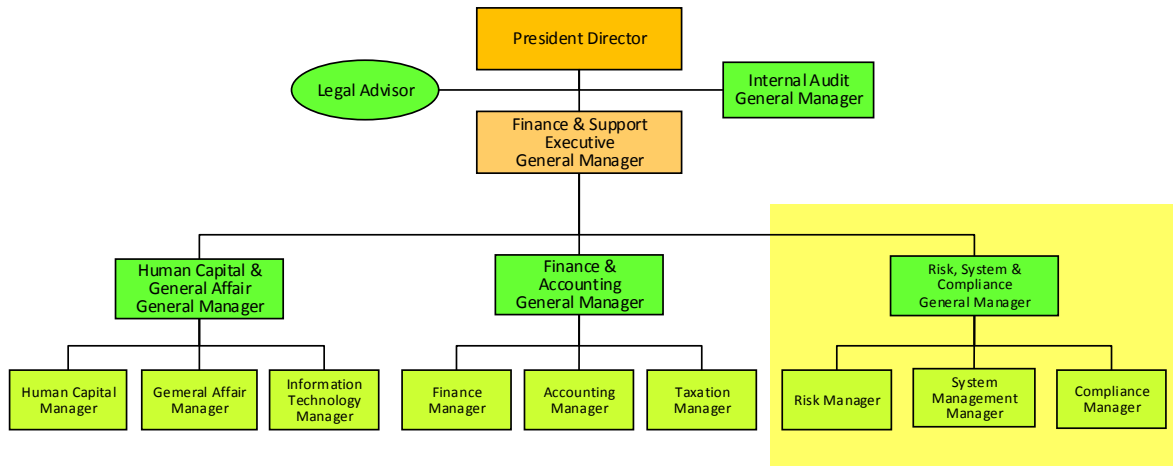 President Director
Legal Advisor
Internal Audit
General Manager
Finance & Support
Executive
General Manager
Human Capital &
General Affair
General Manager
Finance &
Accounting
General Manager
Risk, System &
Compliance
General Manager
Human Capital
Manager
Gemeral Affair
Manager
Information
Technology
Manager
Finance
Manager
Accounting
Manager
Taxation
Manager
Risk Manager
System
Management
Manager
Compliance
Manager